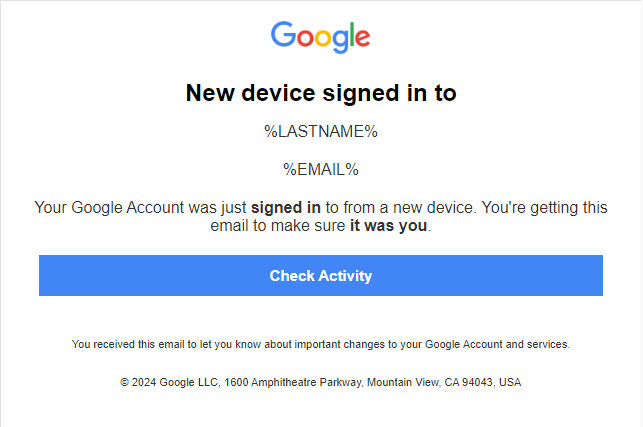 Google
New device signed in to
%LASTNAME%
%EMAIL%
Your Google Account was just signed in to from a new device. You're getting this
email to make sure it was you.
Check Activity
You received this email to let you know about important changes to your Google Account and services.
© 2024 Google LLC, 1600 Amphitheatre Parkway, Mountain View, CA 94043, USA